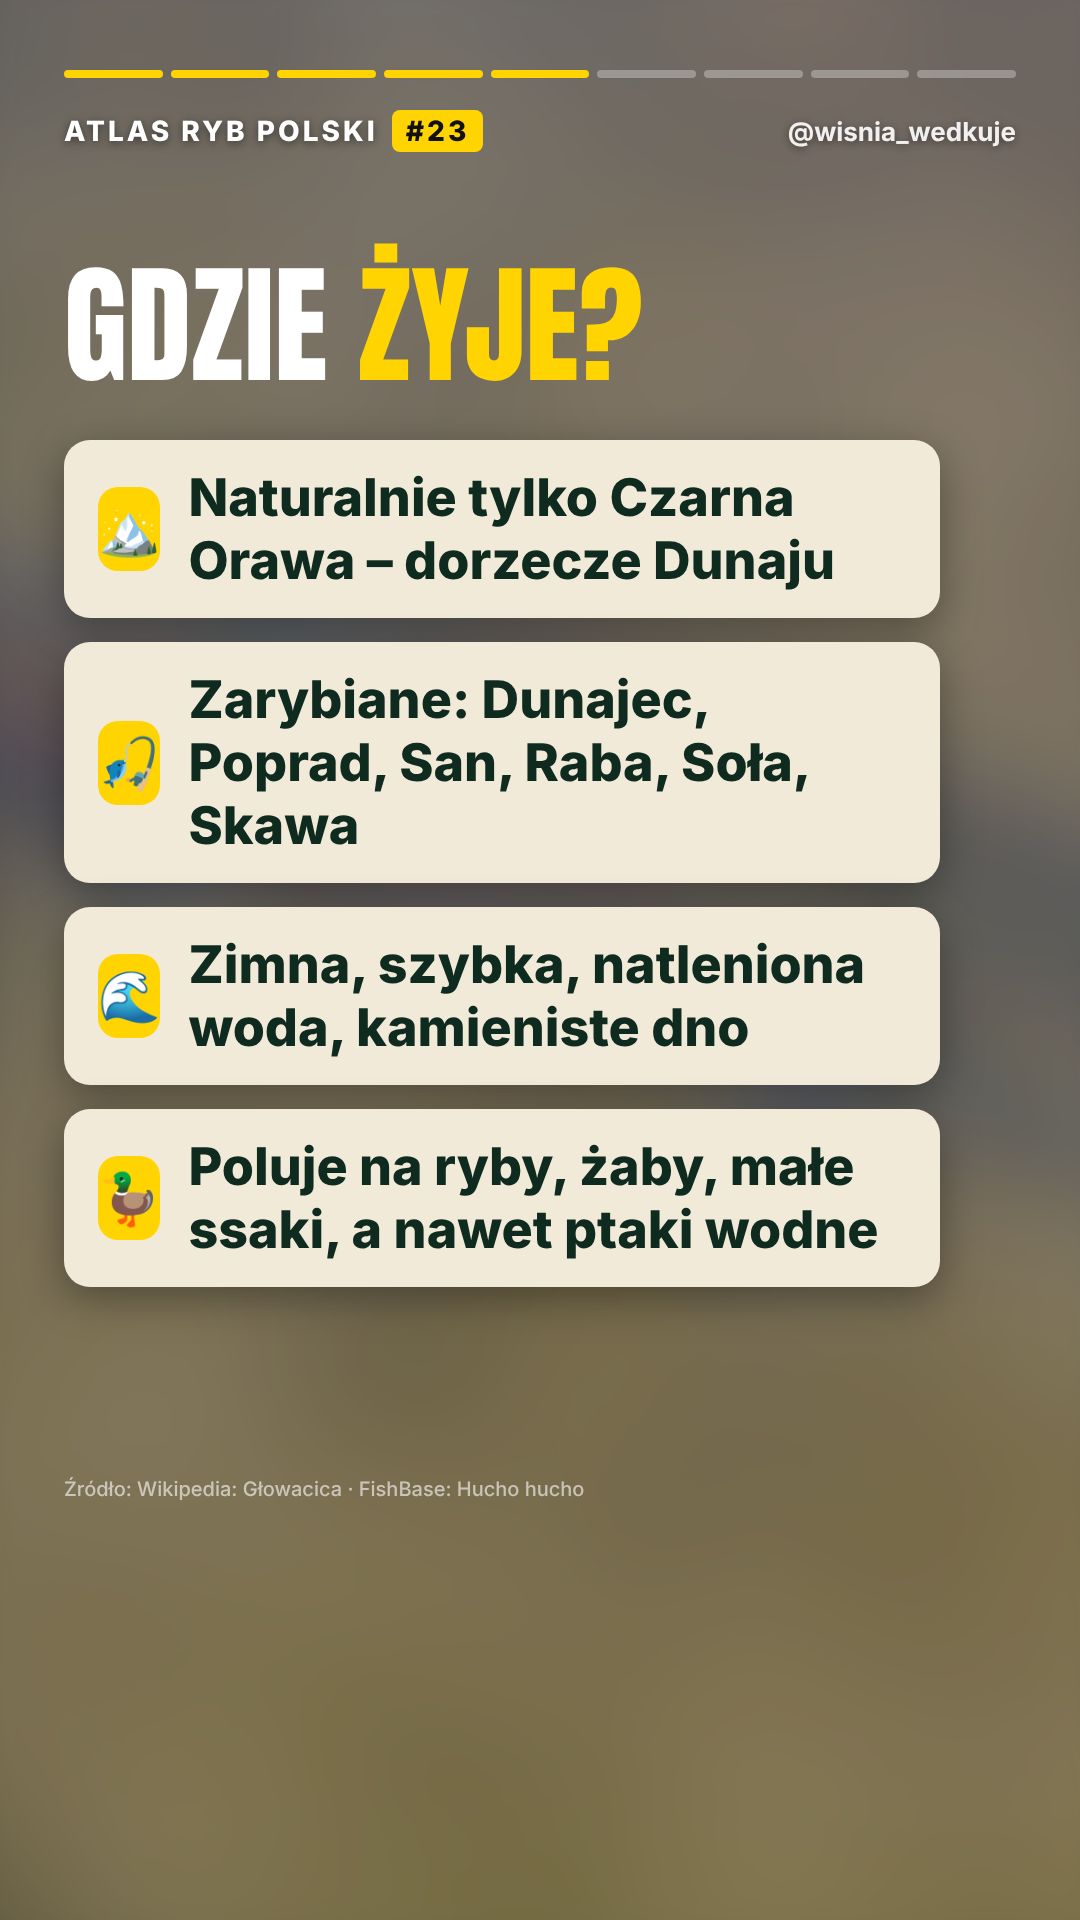 ATLAS RYB POLSKI #23
@wisnia_wedkuje
GDZIE ŻYJE?
Naturalnie tylko Czarna
Orawa – dorzecze Dunaju
Zarybiane: Dunajec,
Poprad, San, Raba, Soła,
Skawa
Zimna, szybka, natleniona
woda, kamieniste dno
Poluje na ryby, żaby, małe
ssaki, a nawet ptaki wodne
Źródło: Wikipedia: Głowacica · FishBase: Hucho hucho